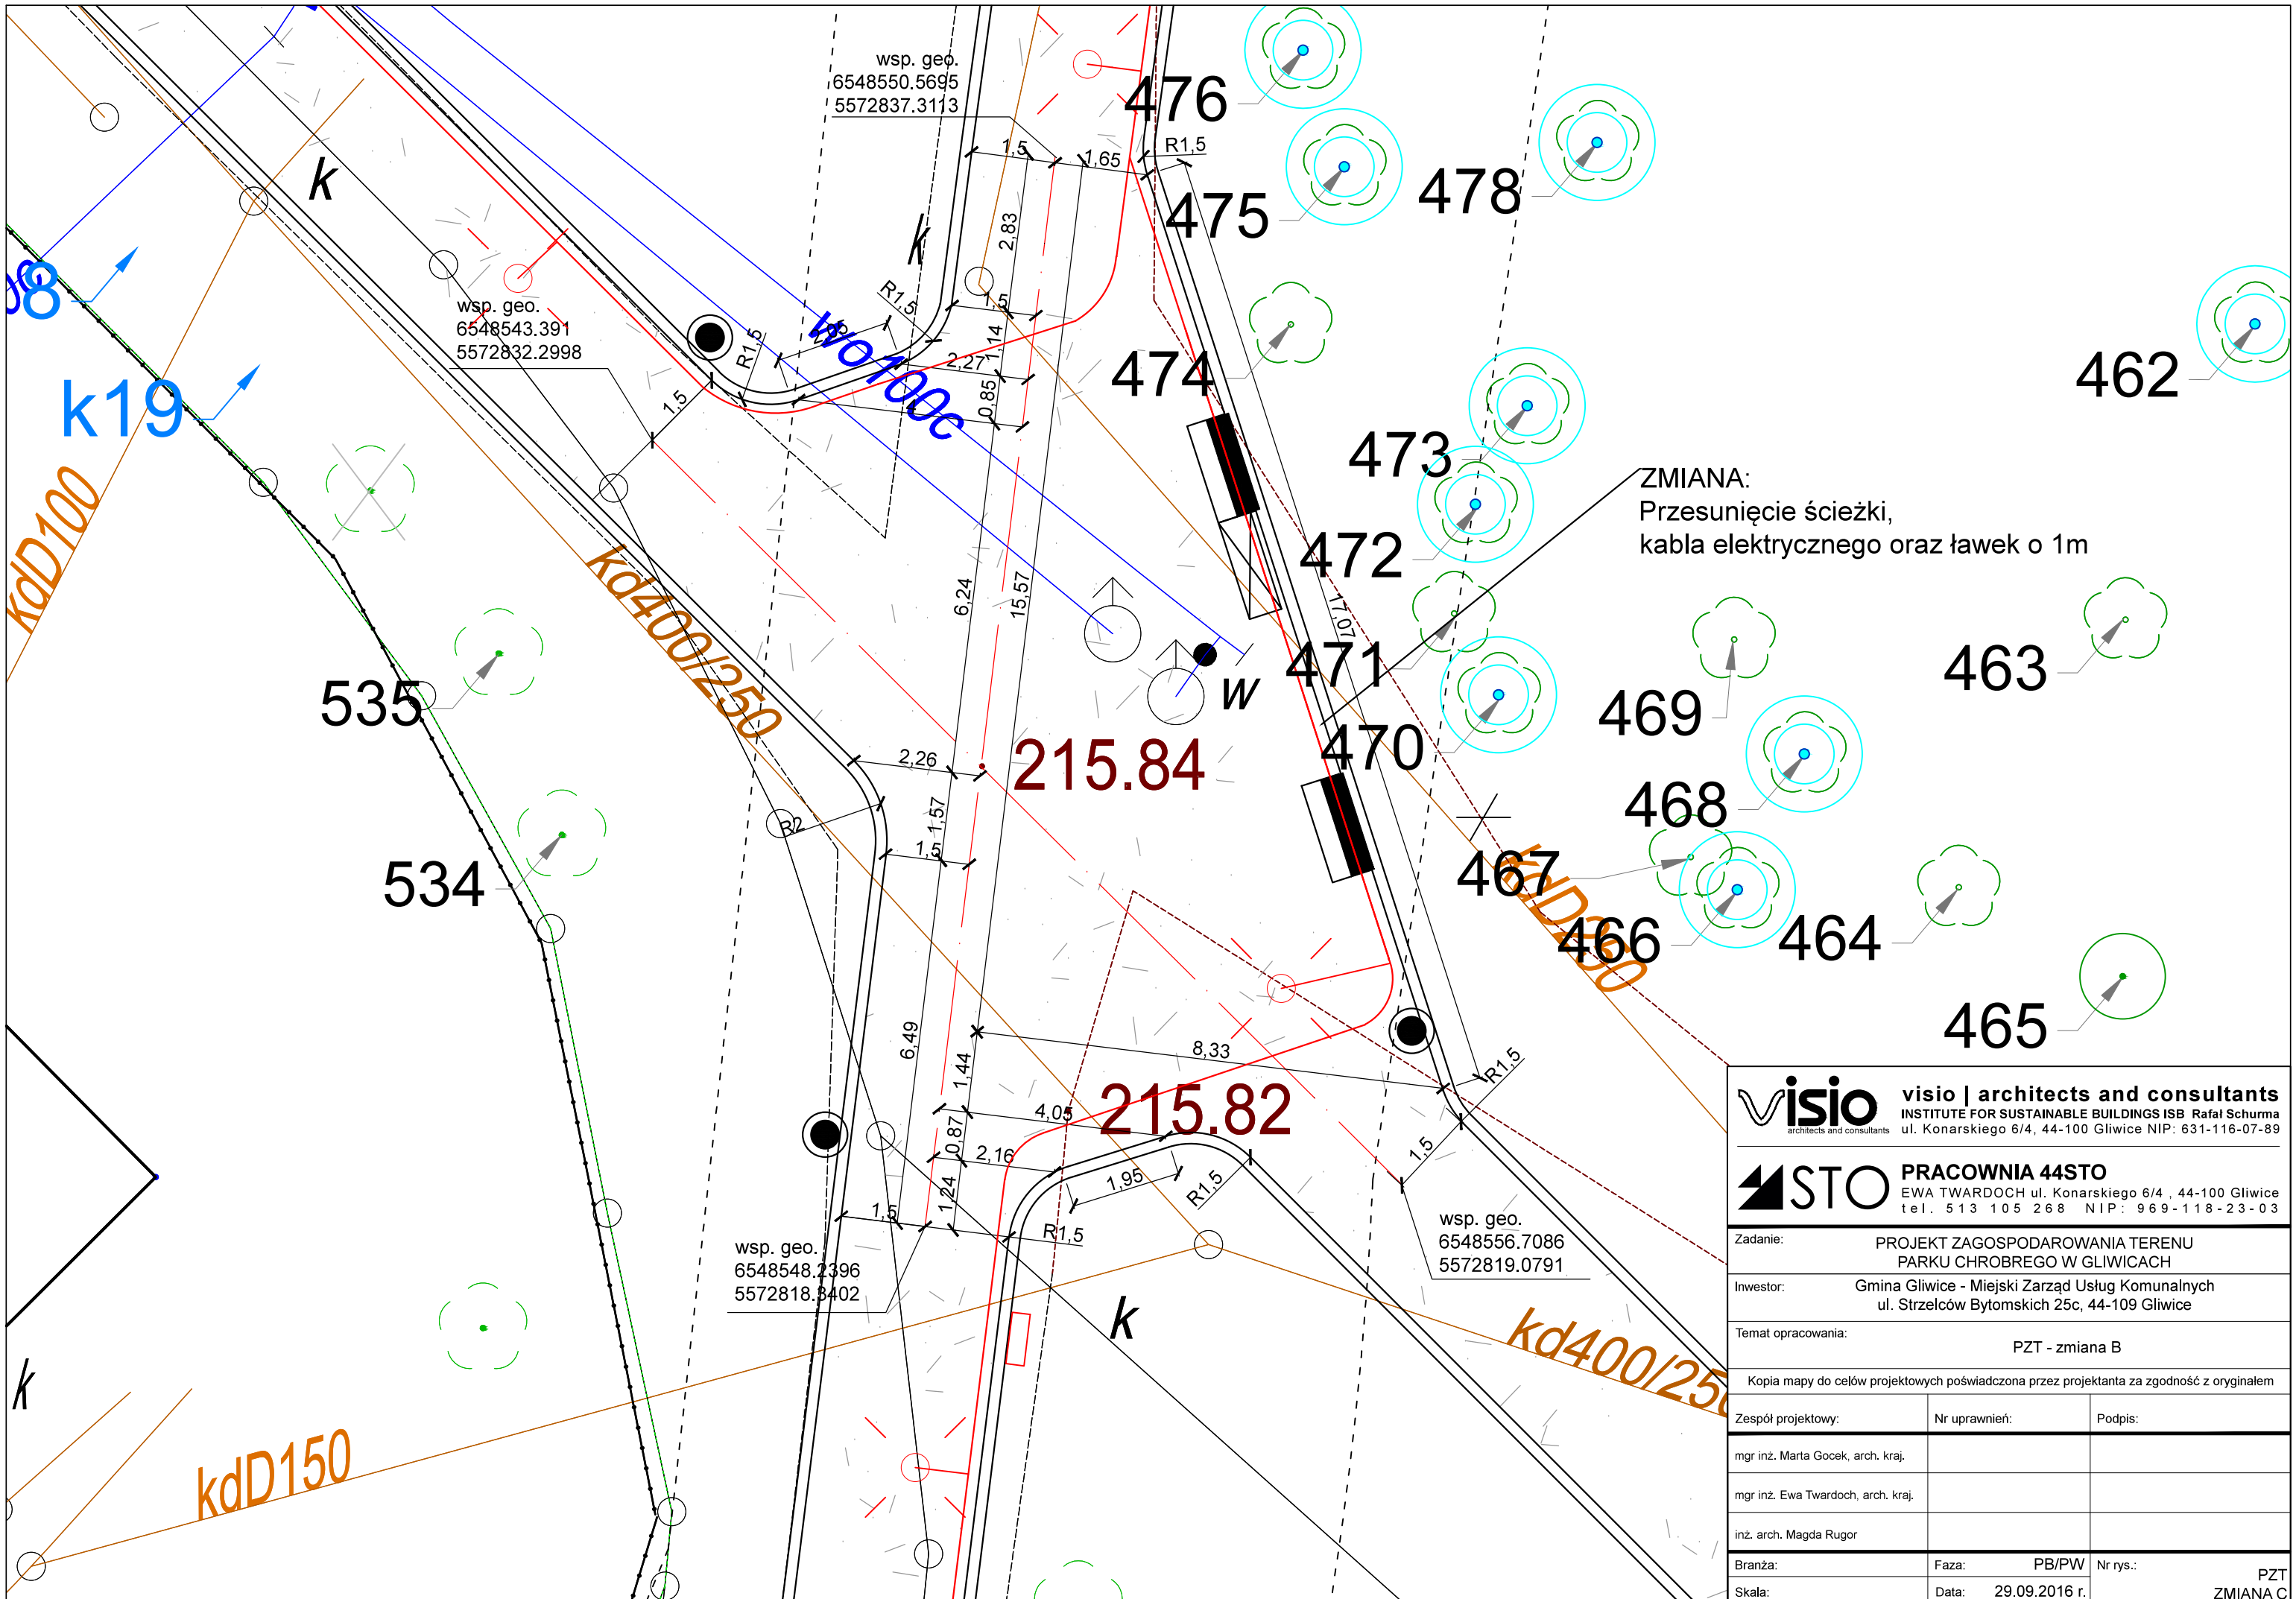 wsp. geo.
6548550.5695
5572837.3113
476
R1,5
1,5
1,65
475
478
k
k
2,83
8
wsp. geo.
6548543.391
5572832.2998
R1,5
1,5
1,14
R1,5
wo100c
2,27
474
462
k19
1,5
4
0,85
473
ZMIANA:
Przesunięcie ścieżki,
kabla elektrycznego oraz ławek o 1m
kdD100
472
kd400/250
6,24
15,57
17,07
471
463
535
w
469
470
2,26
215.84
468
R2
1,57
1,5
534
467
kdD250
466
464
465
6,49
1,44
8,33
R1,5
4,05
215.82
0,87
2,16
1,5
1,95
R1,5
1,24
1,5
R1,5
wsp. geo.
6548556.7086
5572819.0791
wsp. geo.
6548548.2396
5572818.3402
k
kd400/250
k
kdD150
visio
architects and consultants
visio | architects and consultants
INSTITUTE FOR SUSTAINABLE BUILDINGS ISB Rafał Schurma
ul. Konarskiego 6/4, 44-100 Gliwice NIP: 631-116-07-89
STO
PRACOWNIA 44STO
EWA TWARDOCH ul. Konarskiego 6/4 , 44-100 Gliwice
tel. 513 105 268 NIP: 969-118-23-03
Zadanie:
PROJEKT ZAGOSPODAROWANIA TERENU
PARKU CHROBREGO W GLIWICACH
Inwestor:
Gmina Gliwice - Miejski Zarząd Usług Komunalnych
ul. Strzelców Bytomskich 25c, 44-109 Gliwice
Temat opracowania:
PZT - zmiana B
Kopia mapy do celów projektowych poświadczona przez projektanta za zgodność z oryginałem
Zespół projektowy: Nr uprawnień: Podpis:
mgr inż. Marta Gocek, arch. kraj.
mgr inż. Ewa Twardoch, arch. kraj.
inż. arch. Magda Rugor
Branża: Faza: PB/PW Nr rys.: PZT
Skala: Data: 29.09.2016 r. ZMIANA C